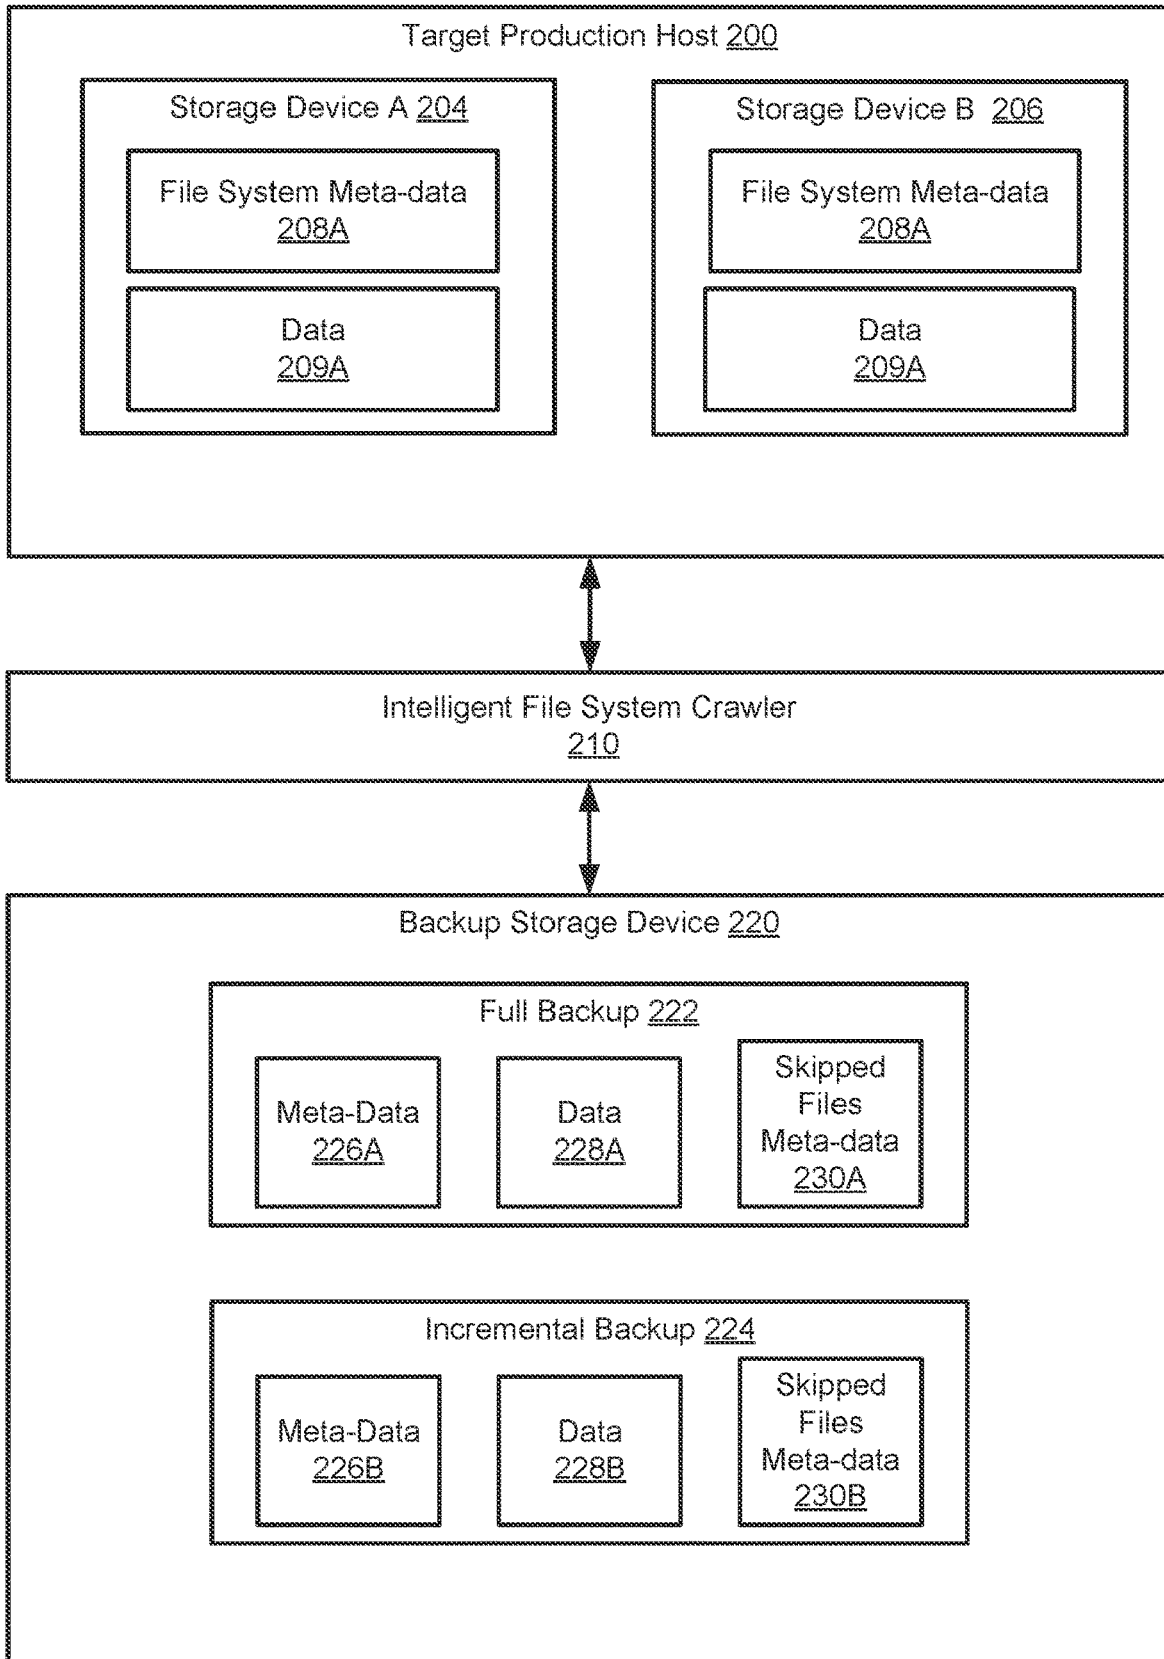 Target Production Host 200
Storage Device A 204
File System Meta-data
208A
Data
209A
Storage Device B 206
File System Meta-data
208A
Data
209A
Intelligent File System Crawler
210
Backup Storage Device 220
Full Backup 222
Meta-Data
226A
Data
228A
Skipped
Files
Meta-data
230A
Incremental Backup 224
Meta-Data
226B
Data
228B
Skipped
Files
Meta-data
230B